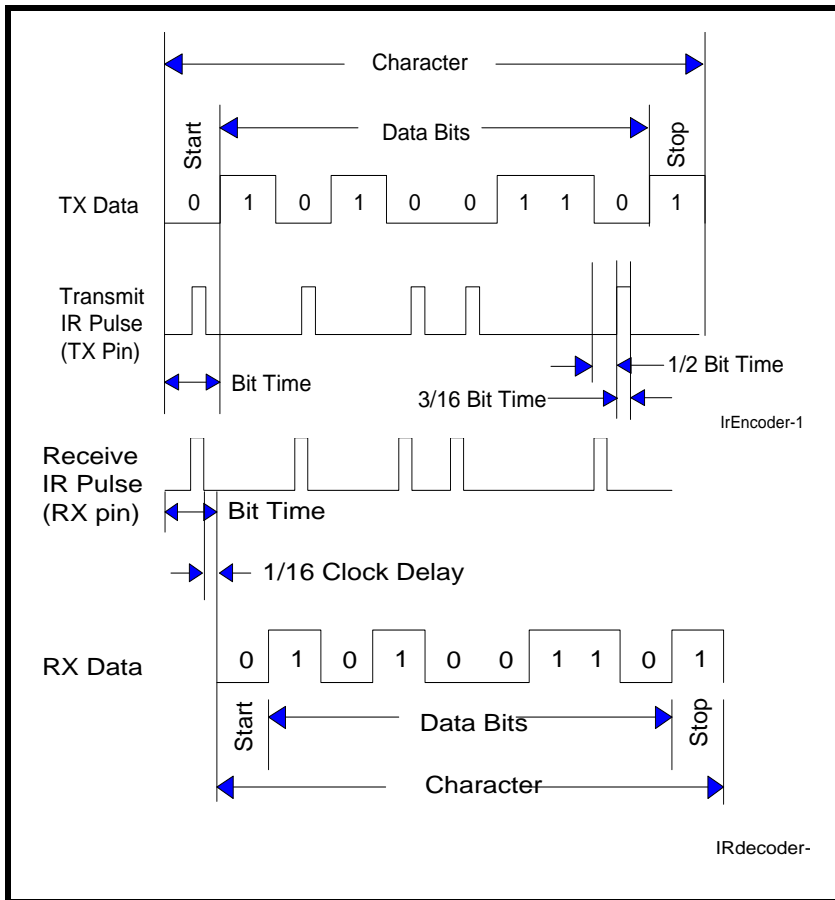 Character
Start
Data Bits
Stop
TX Data
0 1 0 1 0 0 1 1 0 1
Transmit
IR Pulse
(TX Pin)
Bit Time
1/2 Bit Time
3/16 Bit Time
IrEncoder-1
Receive
IR Pulse
(RX pin)
Bit Time
1/16 Clock Delay
RX Data
0 1 0 1 0 0 1 1 0 1
Start
Data Bits
Stop
Character
IRdecoder-